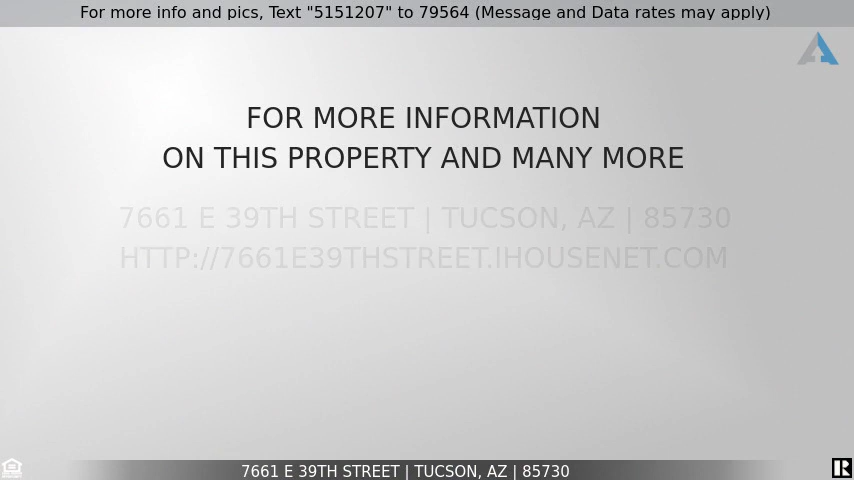 For more info and pics, Text "5151207" to 79564 (Message and Data rates may apply)
FOR MORE INFORMATION
ON THIS PROPERTY AND MANY MORE
7661 E 39TH STREET | TUCSON, AZ | 85730
HTTP://7661E39THSTREET.IHOUSENET.COM
7661 E 39TH STREET | TUCSON, AZ | 85730